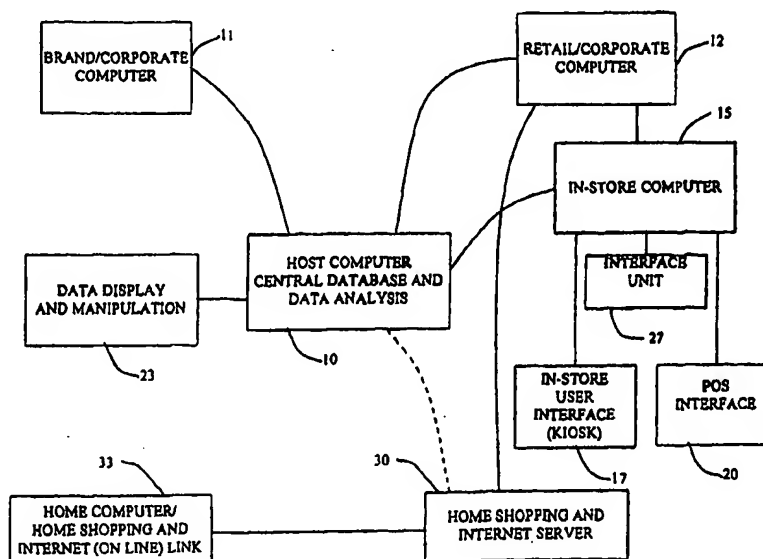 11
BRAND/CORPORATE
COMPUTER
RETAIL/CORPORATE
COMPUTER
12
15
IN-STORE COMPUTER
HOST COMPUTER
CENTRAL DATABASE AND
DATA ANALYSIS
10
DATA DISPLAY
AND MANIPULATION
23
INTERFACE
UNIT
27
IN-STORE
USER
INTERFACE
(KIOSK)
17
POS
INTERFACE
20
33
HOME COMPUTER/
HOME SHOPPING AND
INTERNET (ON LINE) LINK
30
HOME SHOPPING AND
INTERNET SERVER